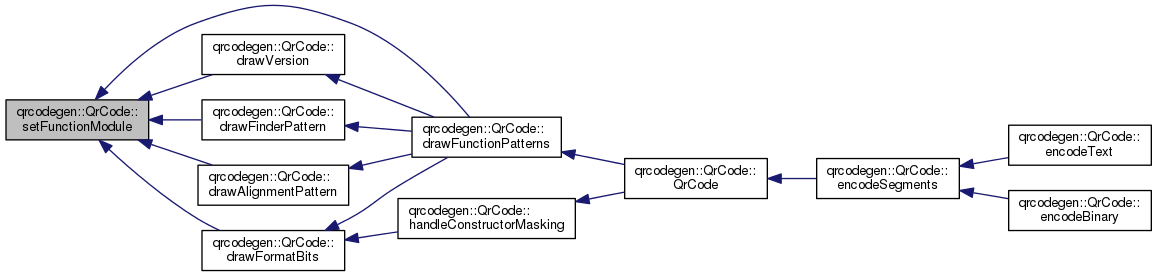 qrcodegen::QrCode::
setFunctionModule
qrcodegen::QrCode::
drawVersion
qrcodegen::QrCode::
drawFinderPattern
qrcodegen::QrCode::
drawAlignmentPattern
qrcodegen::QrCode::
drawFormatBits
qrcodegen::QrCode::
drawFunctionPatterns
qrcodegen::QrCode::
handleConstructorMasking
qrcodegen::QrCode::
QrCode
qrcodegen::QrCode::
encodeSegments
qrcodegen::QrCode::
encodeText
qrcodegen::QrCode::
encodeBinary